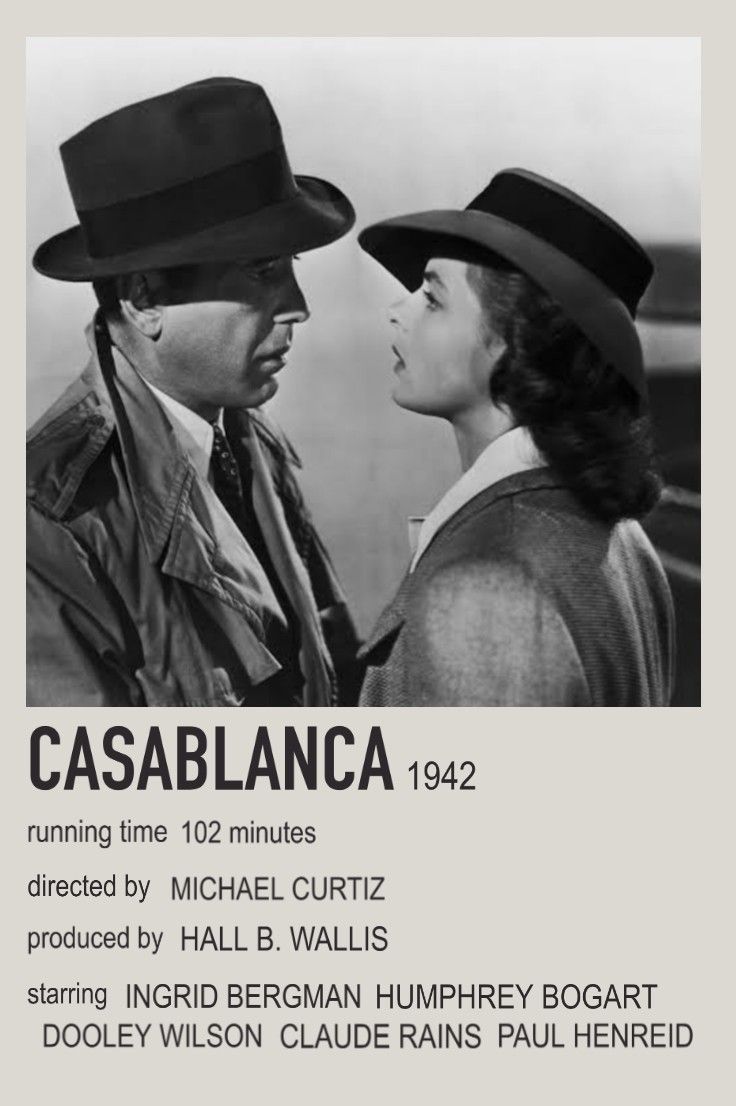 CASABLANCA 1942
running time 102 minutes
directed by MICHAEL CURTIZ
produced by HALL B. WALLIS
starring INGRID BERGMAN HUMPHREY BOGART
DOOLEY WILSON CLAUDE RAINS PAUL HENREID